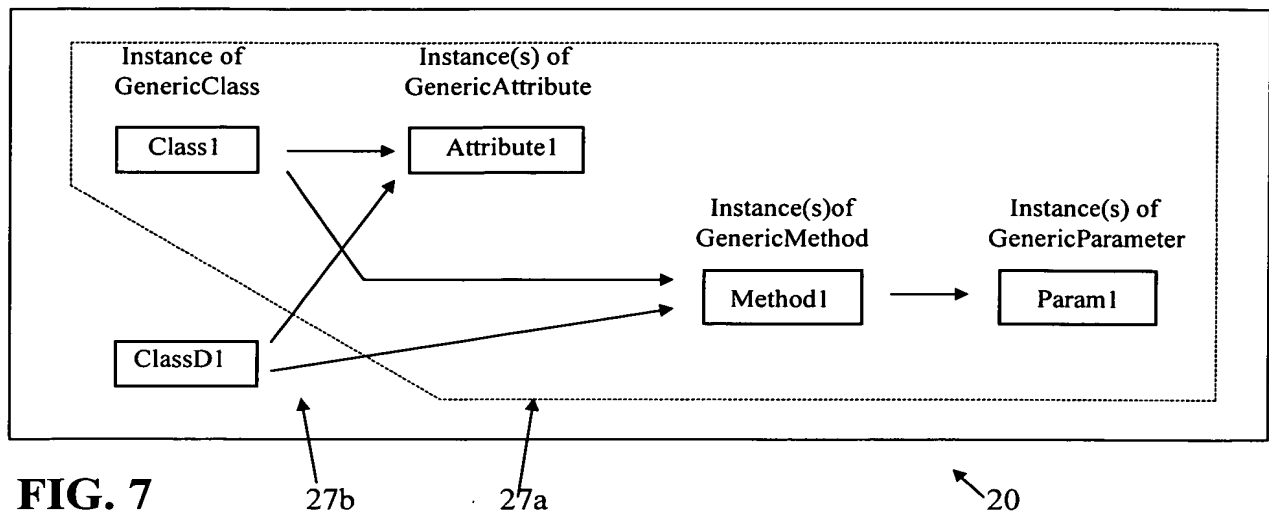 Instance of
GenericClass
Instance(s) of
GenericAttribute
Class1
Attribute1
Instance(s)of
GenericMethod
Instance(s) of
GenericParameter
Method1
Param1
ClassD1
FIG. 7
27b
27a
20